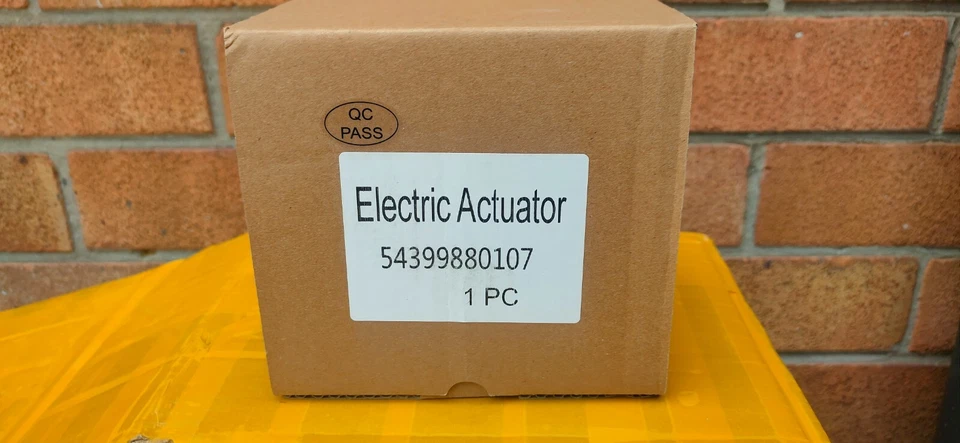 QC
PASS
Electric Actuator
54399880107
1 PC